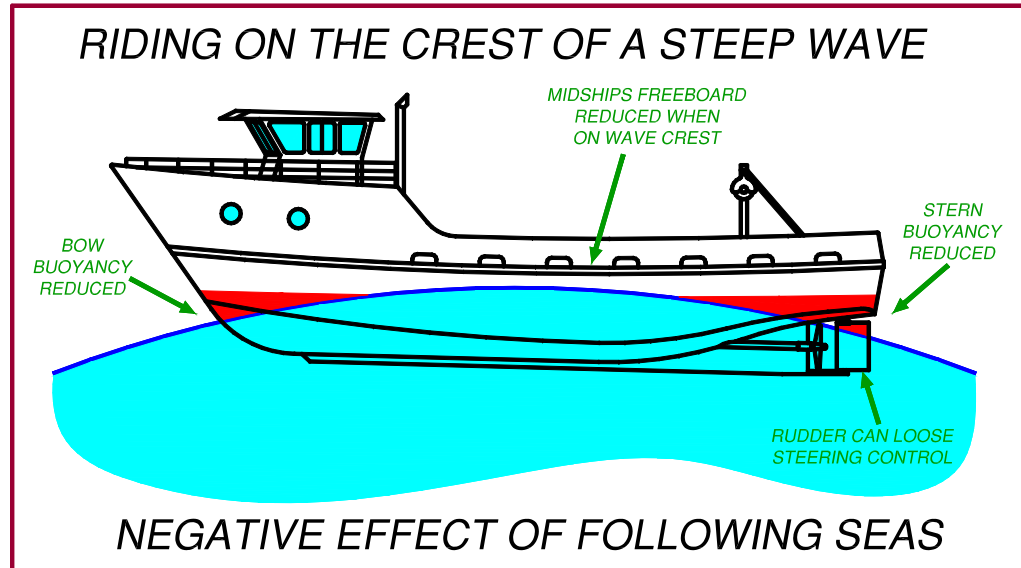 RIDING ON THE CREST OF A STEEP WAVE
MIDSHIPS FREEBOARD
REDUCED WHEN
ON WAVE CREST
STERN
BUOYANCY
REDUCED
BOW
BUOYANCY
REDUCED
RUDDER CAN LOOSE
STEERING CONTROL
NEGATIVE EFFECT OF FOLLOWING SEAS